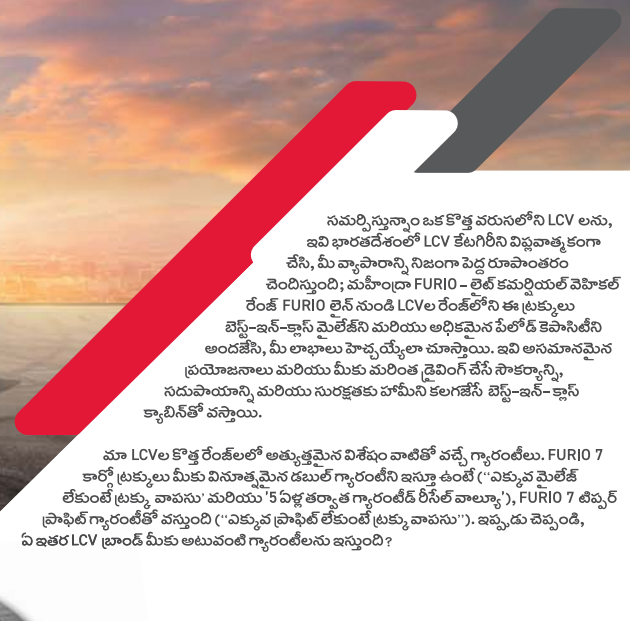 సమర్పిస్తున్నాం ఒక కొత్త వరుసలోని LCV లను,
ఇవి భారతదేశంలో LCV కేటగిరీని విప్లవాత్మకంగా
చేసి, మీ వ్యాపారాన్ని నిజంగా పెద్ద రూపాంతరం
చెందిస్తుంది; మహీంద్రా FURIO – లైట్ కమర్షియల్ వెహికల్
రేంజ్ FURIO లైన్ నుండి LCVల రేంజ్‌లోని ఈ ట్రక్కులు
బెస్ట్-ఇన్-క్లాస్ మైలేజ్‌ని మరియు అధికమైన పేలోడ్ కెపాసిటీని
అందజేసి, మీ లాభాలు హెచ్చయ్యేలా చూస్తాయి. ఇవి అసమానమైన
ప్రయోజనాలు మరియు మీకు మరింత డ్రైవింగ్ చేసే సౌకర్యాన్ని,
సదుపాయాన్ని మరియు సురక్షతకు హామీని కలగజేసే బెస్ట్-ఇన్- క్లాస్
క్యాబిన్‌తో వస్తాయి.
మా LCVల కొత్త రేంజ్‌లలో అత్యుత్తమైన విశేషం వాటితో వచ్చే గ్యారంటీలు. FURIO 7
కార్గో ట్రక్కులు మీకు వినూత్నమైన డబుల్ గ్యారంటీని ఇస్తూ ఉంటే (“ఎక్కువ మైలేజ్
లేకుంటే ట్రక్కు వాపసు’ మరియు '5 ఏళ్ల తర్వాత గ్యారంటీడ్ రీసేల్ వాల్యూ'), FURIO 7 టిప్పర్
ప్రాఫిట్ గ్యారంటీతో వస్తుంది (“ఎక్కువ ప్రాఫిట్ లేకుంటే ట్రక్కు వాపసు”). ఇప్పుడు చెప్పండి,
ఏ ఇతర LCV బ్రాండ్ మీకు అటువంటి గ్యారంటీలను ఇస్తుంది?